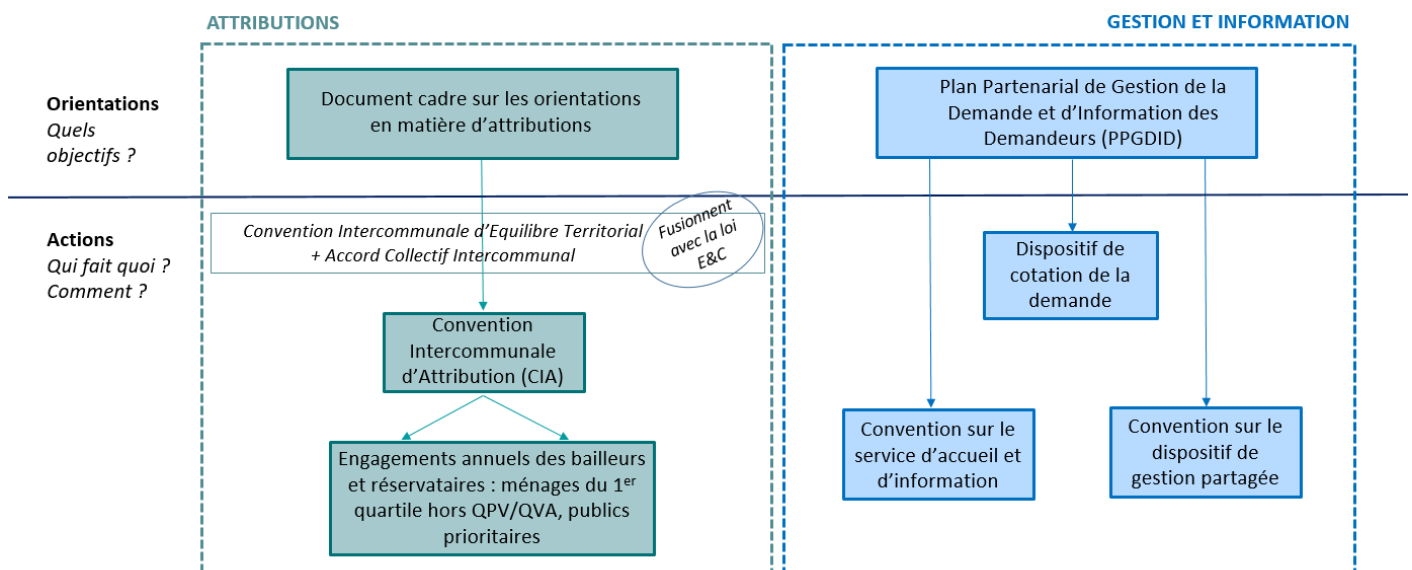 ATTRIBUTIONS
GESTION ET INFORMATION
Orientations
Quels
objectifs ?
Document cadre sur les orientations
en matière d'attributions
Plan Partenarial de Gestion de la
Demande et d'Information des
Demandeurs (PPGDID)
Actions
Qui fait quoi ?
Comment ?
Convention Intercommunale d'Equilibre Territorial
+ Accord Collectif Intercommunal
Fusionnent
avec la loi
E&C
Dispositif de
cotation de la
demande
Convention
Intercommunale
d'Attribution (CIA)
Engagements annuels des bailleurs
et réservataires : ménages du 1er
quartile hors QPV/QVA, publics
prioritaires
Convention sur le
service d'accueil et
d'information
Convention sur le
dispositif de
gestion partagée